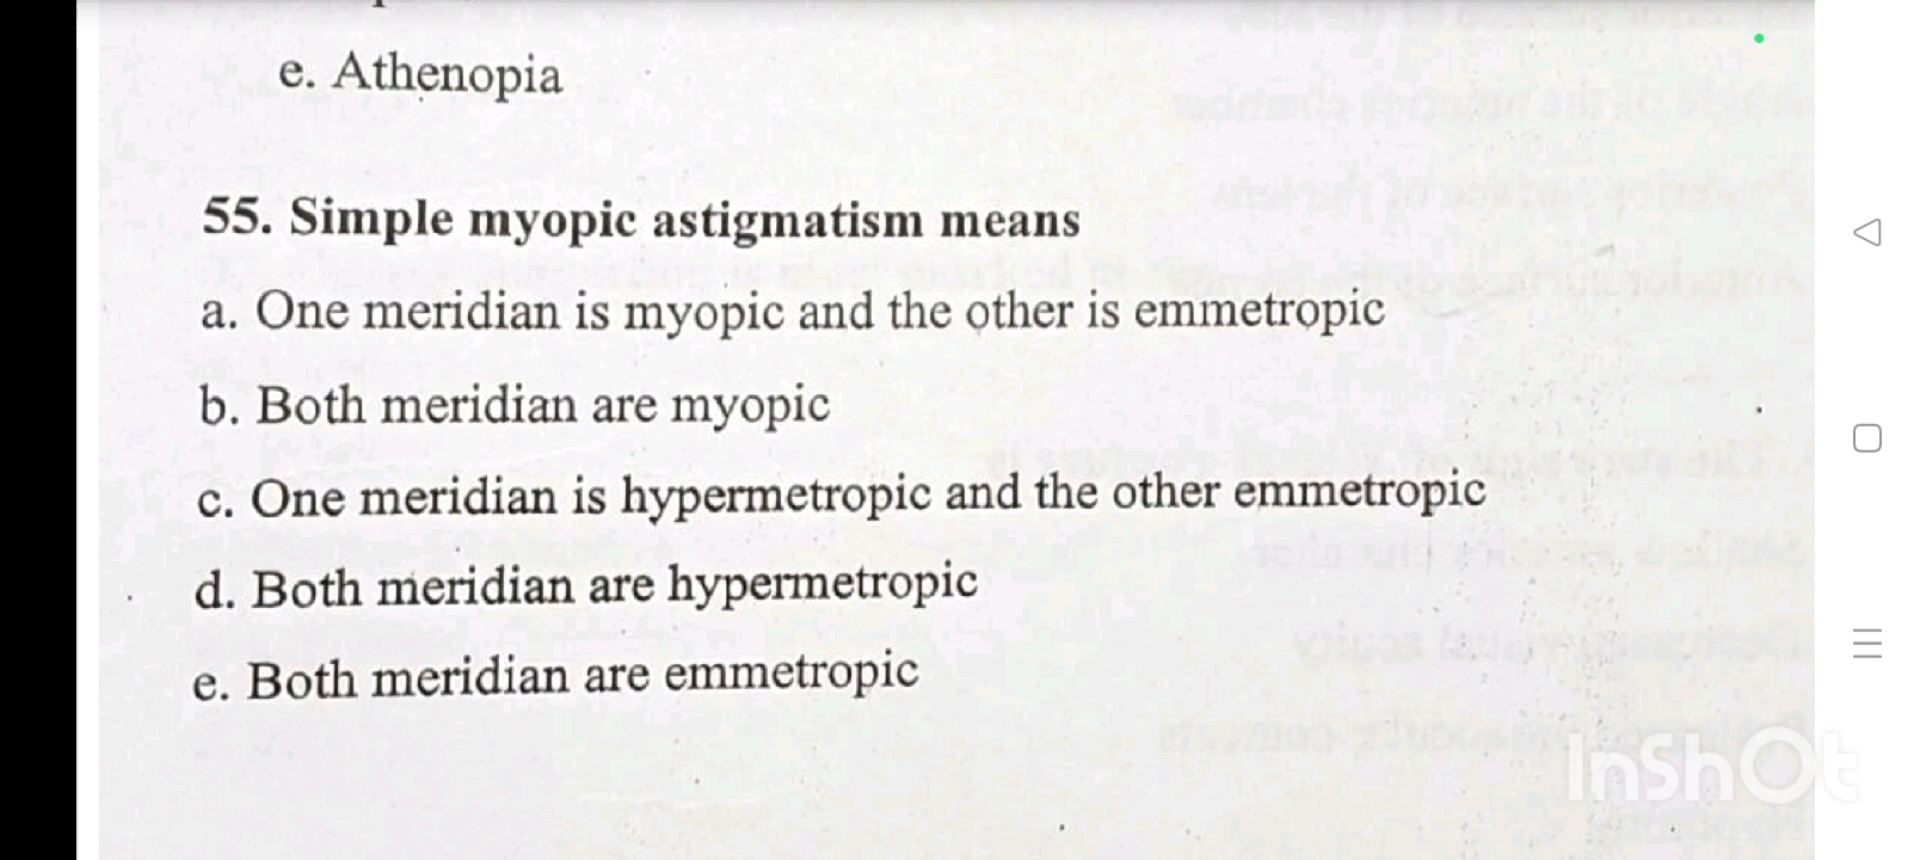 e. Athenopia
55. Simple myopic astigmatism means
a. One meridian is myopic and the other is emmetropic
b. Both meridian are myopic
c. One meridian is hypermetropic and the other emmetropic
d. Both meridian are hypermetropic
e. Both meridian are emmetropic
InShOt